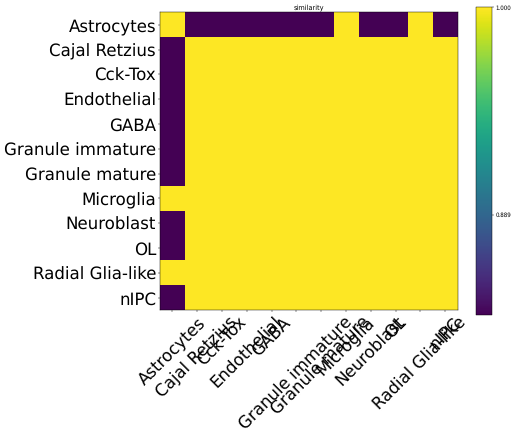 similarity
Astrocytes
Cajal Retzius
Cck-Tox
Endothelial
GABA
Granule immature
Granule mature
Microglia
Neuroblast
OL
Radial Glia-like
nIPC
1.000
0.889
Astrocytes
Cajal Retzius
Cck-Tox
Endothelial
GABA
Granule immature
Granule mature
Microglia
Neuroblast
OL
Radial Glia-like
nIPC